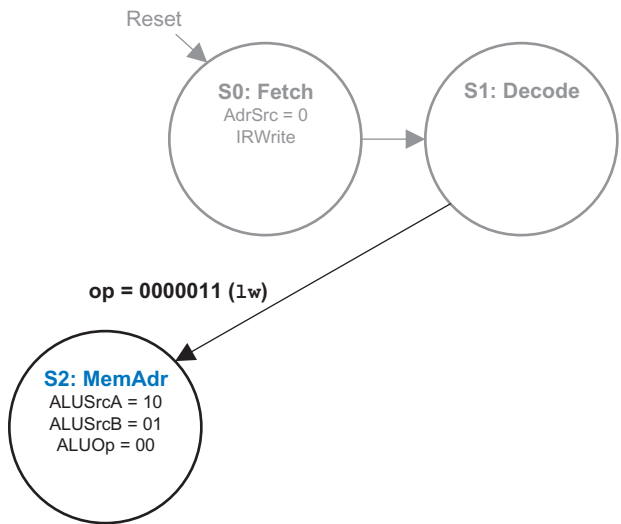 Reset
S0: Fetch
AdrSrc = 0
IRWrite
S1: Decode
op = 0000011 (lw)
S2: MemAdr
ALUSrcA = 10
ALUSrcB = 01
ALUOp = 00